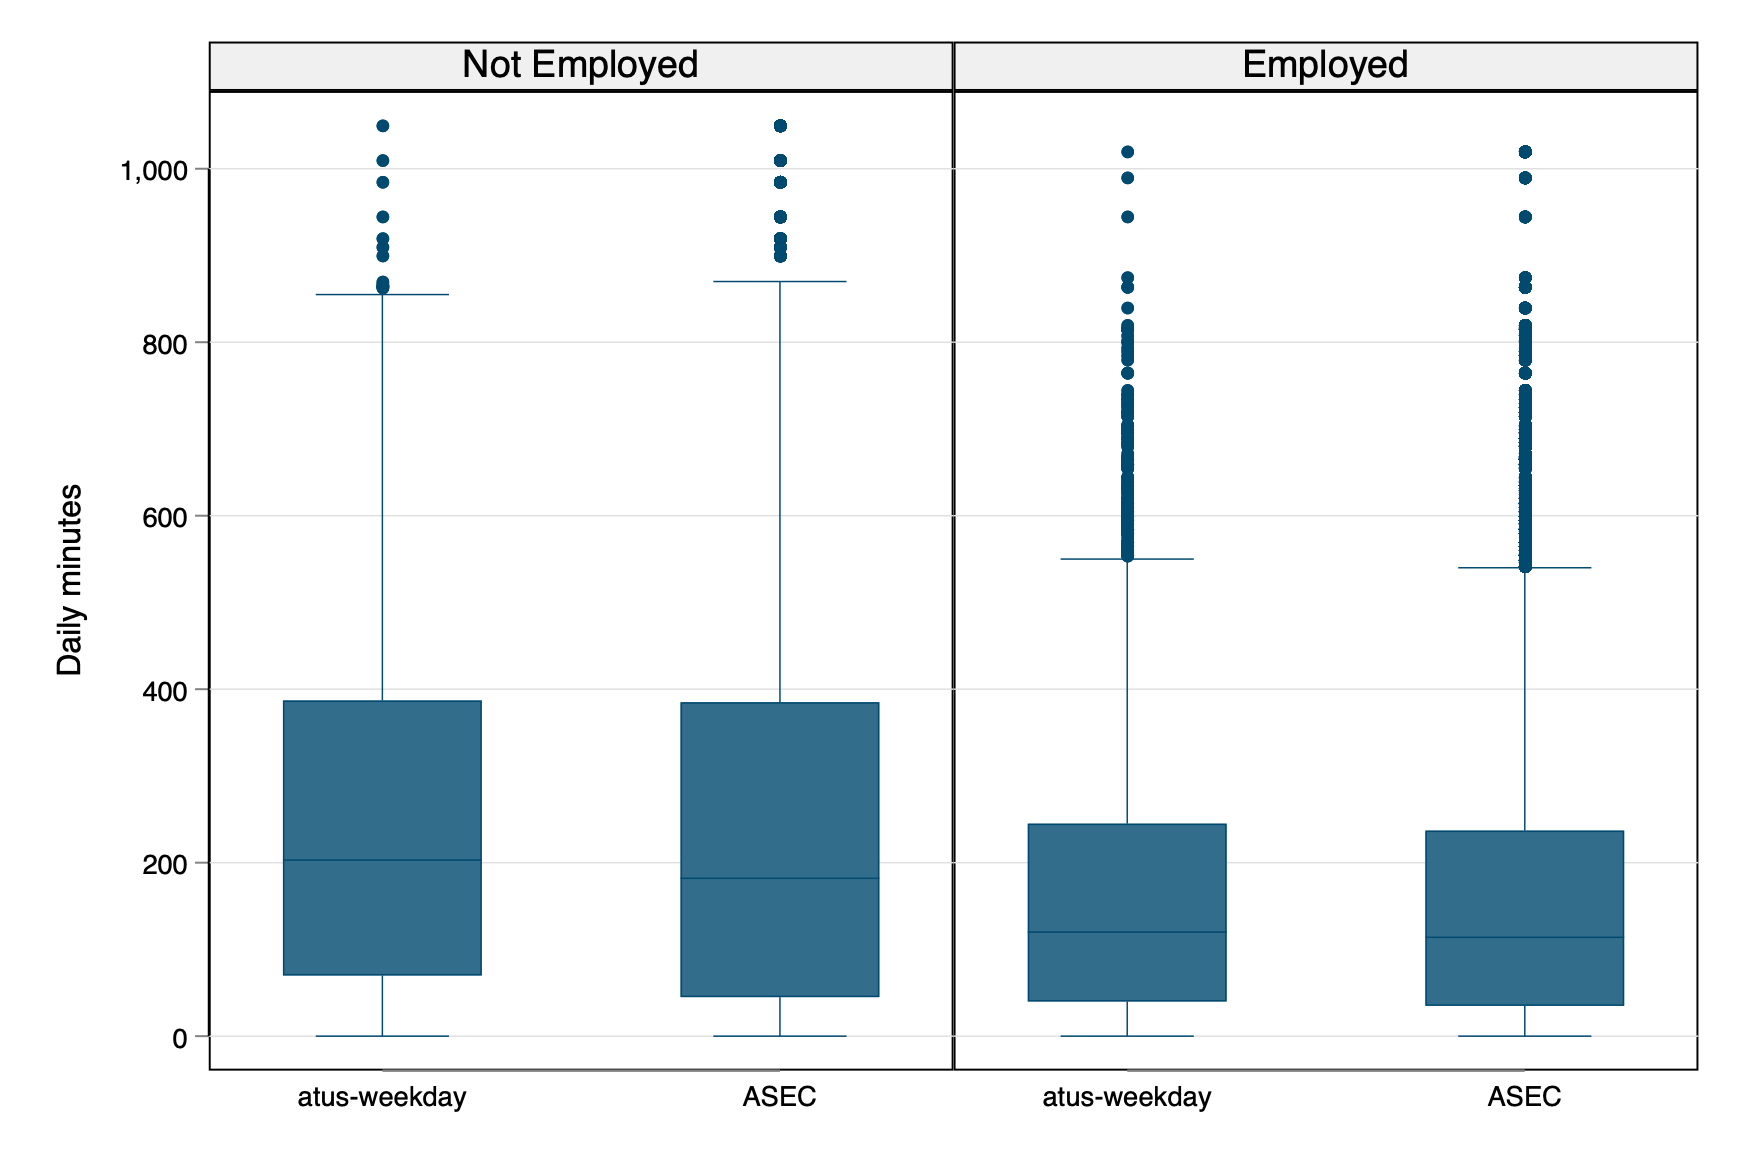 Not Employed
Employed
Daily minutes
1,000
800
600
400
200
0
atus-weekday
ASEC
atus-weekday
ASEC